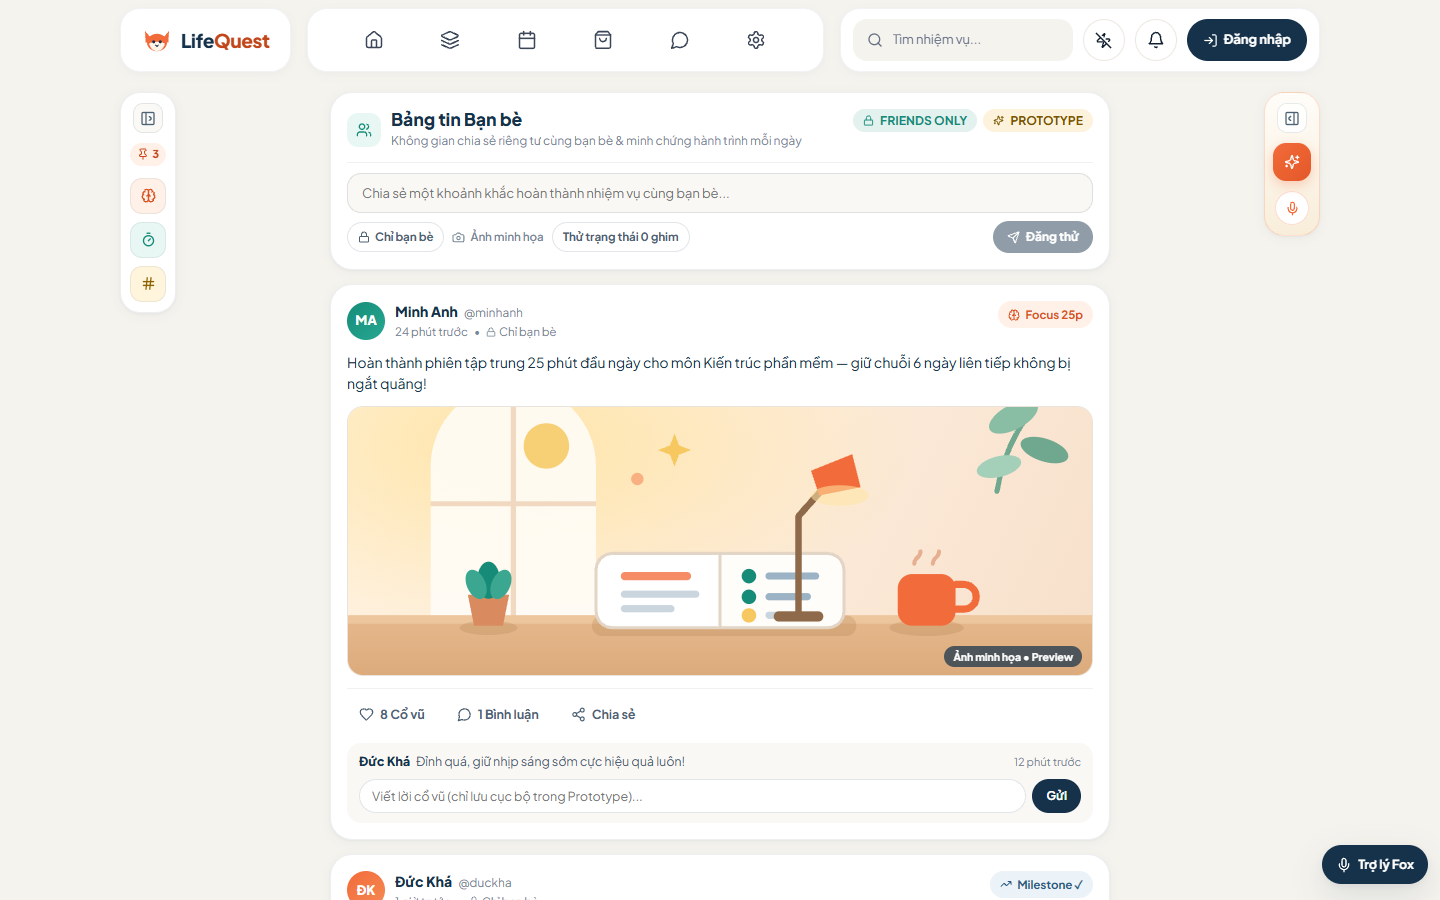 LifeQuest
Tìm nhiệm vụ...
Đăng nhập
3
Bảng tin Bạn bè
Không gian chia sẻ riêng tư cùng bạn bè & minh chứng hành trình mỗi ngày
FRIENDS ONLY
PROTOTYPE
Chia sẻ một khoảnh khắc hoàn thành nhiệm vụ cùng bạn bè...
Chỉ bạn bè
Ảnh minh họa
Thử trạng thái 0 ghim
Đăng thử
MA
Minh Anh @minhanh
24 phút trước • Chỉ bạn bè
Focus 25p
Hoàn thành phiên tập trung 25 phút đầu ngày cho môn Kiến trúc phần mềm — giữ chuỗi 6 ngày liên tiếp không bị
ngắt quãng!
Ảnh minh họa • Preview
8 Cổ vũ
1 Bình luận
Chia sẻ
Đức Khá Đỉnh quá, giữ nhịp sáng sớm cực hiệu quả luôn!
12 phút trước
Viết lời cổ vũ (chỉ lưu cục bộ trong Prototype)...
Gửi
Trợ lý Fox
ĐK
Đức Khá @duckha
Milestone ✓